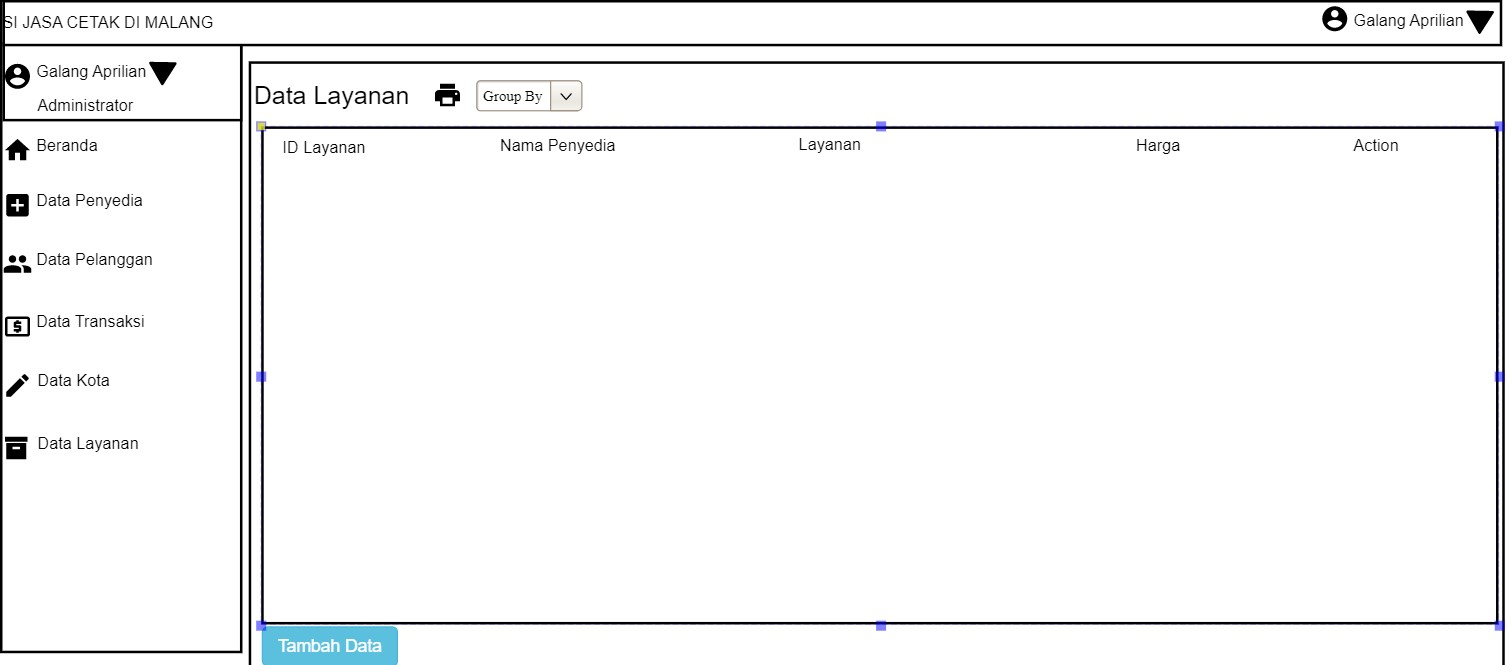 SI JASA CETAK DI MALANG
Galang Aprilian
Galang Aprilian
Administrator
Beranda
Data Penyedia
Data Pelanggan
Data Transaksi
Data Kota
Data Layanan
Data Layanan
Group By
ID Layanan
Nama Penyedia
Layanan
Harga
Action
Tambah Data